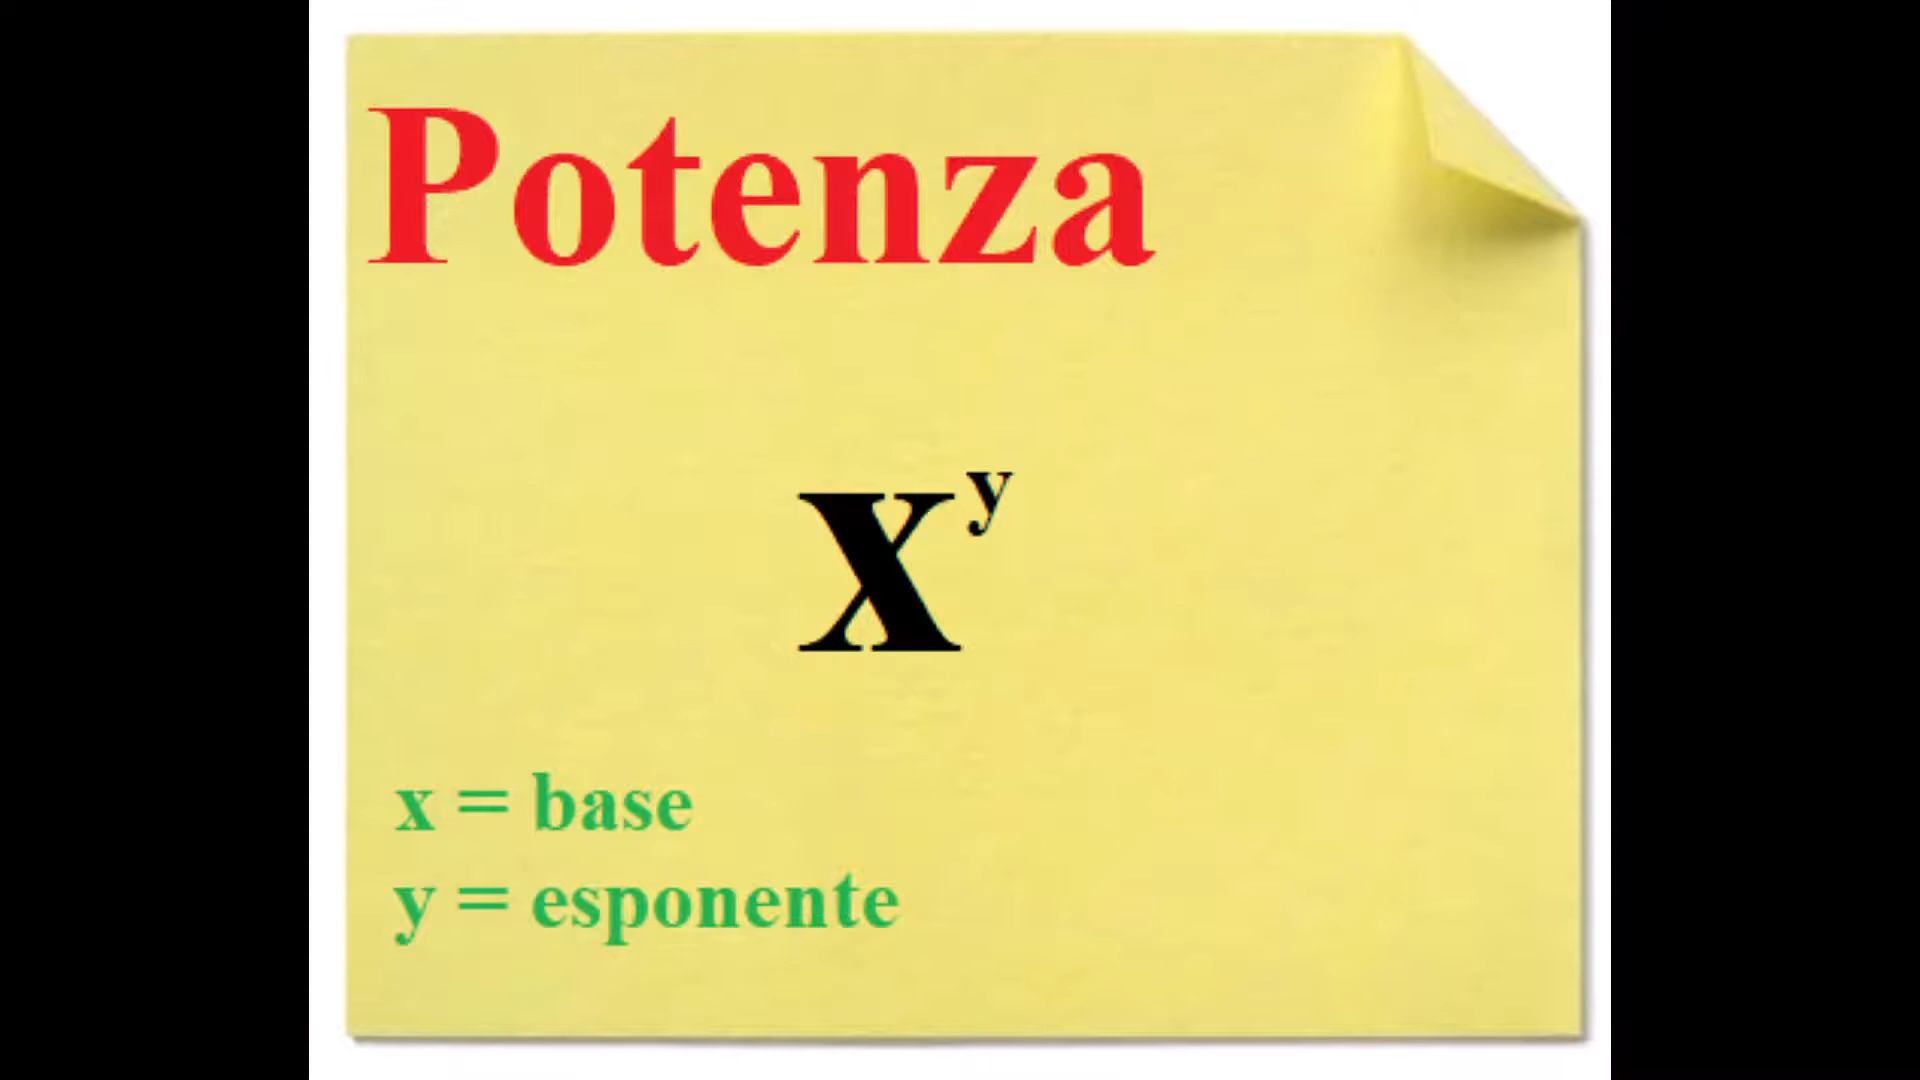 Potenza
x^y
x = base
y = esponente